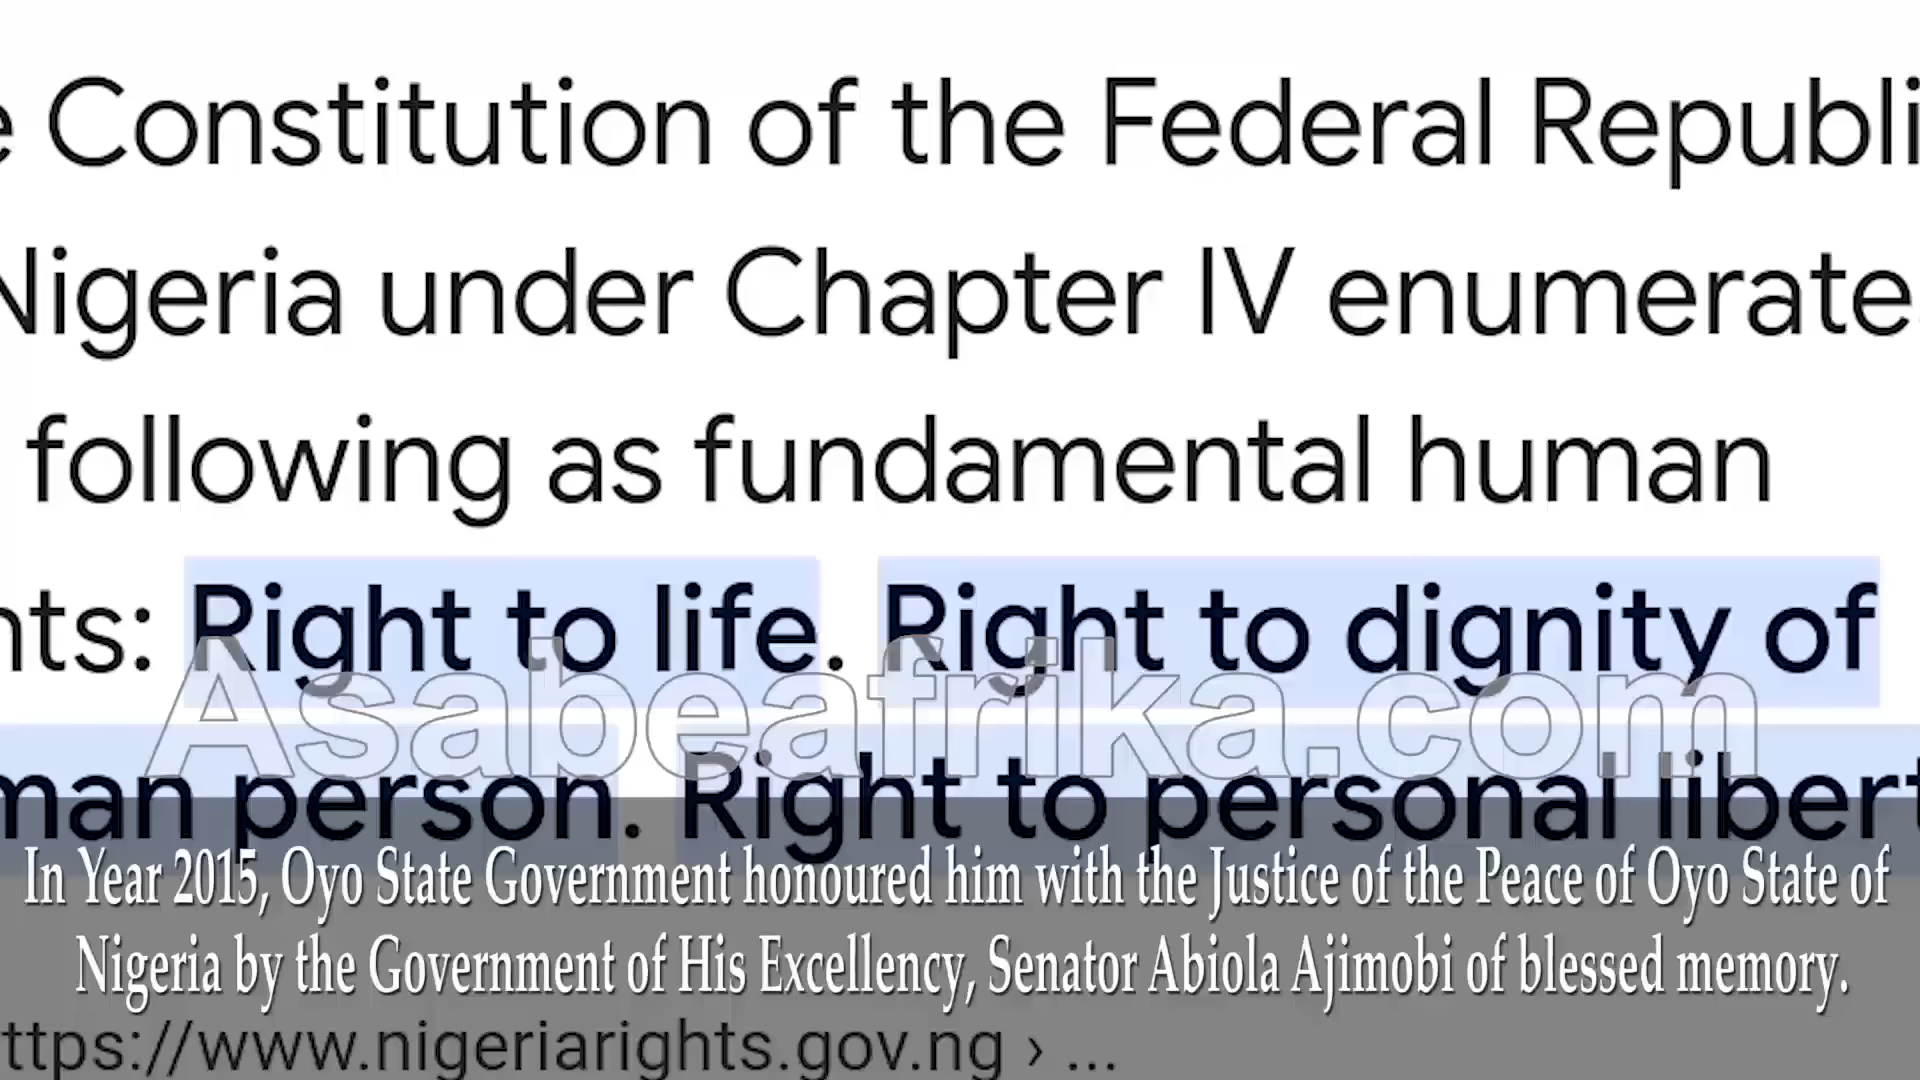 Constitution of the Federal Republi
Nigeria under Chapter IV enumerate
following as fundamental human
nts: Right to life. Right to dignity of
Asabeafrika.com
man person. Right to personal libert
In Year 2015, Oyo State Government honoured him with the Justice of the Peace of Oyo State of
Nigeria by the Government of His Excellency, Senator Abiola Ajimobi of blessed memory.
ttps://www.nigeriarights.gov.ng › ...